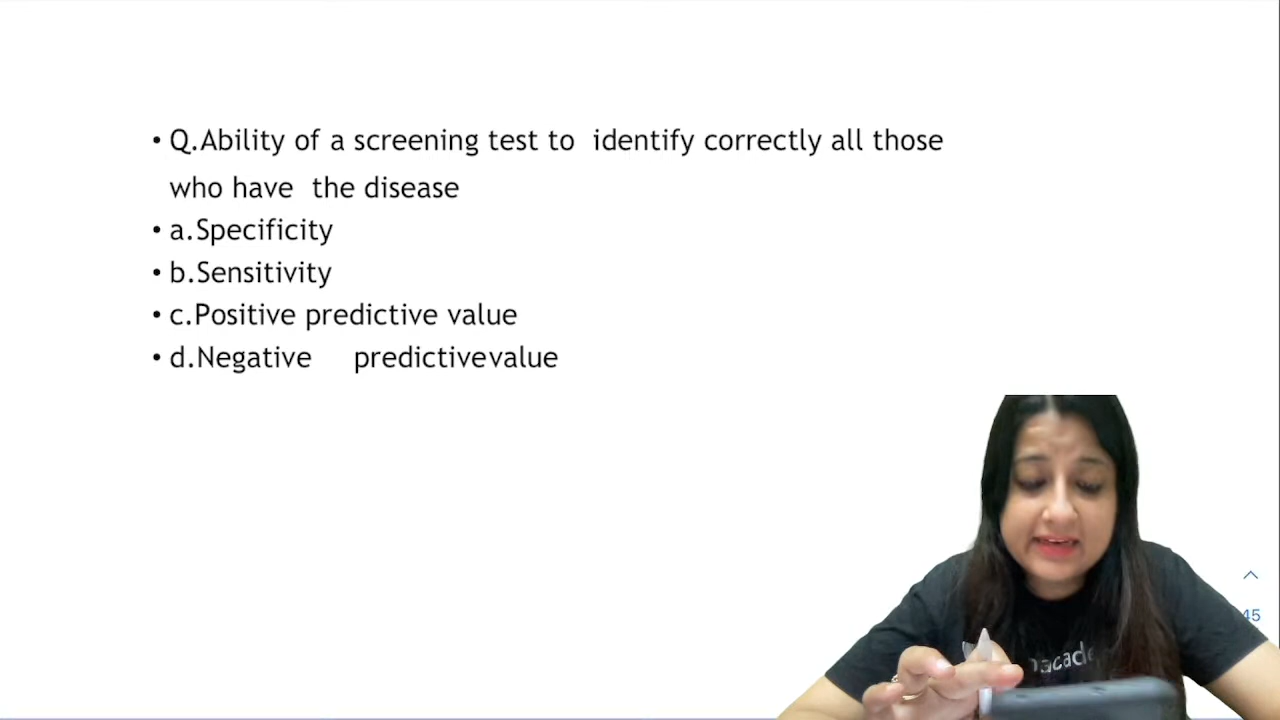 • Q.Ability of a screening test to identify correctly all those
who have the disease
• a.Specificity
• b.Sensitivity
• c.Positive predictive value
• d.Negative predictivevalue
45